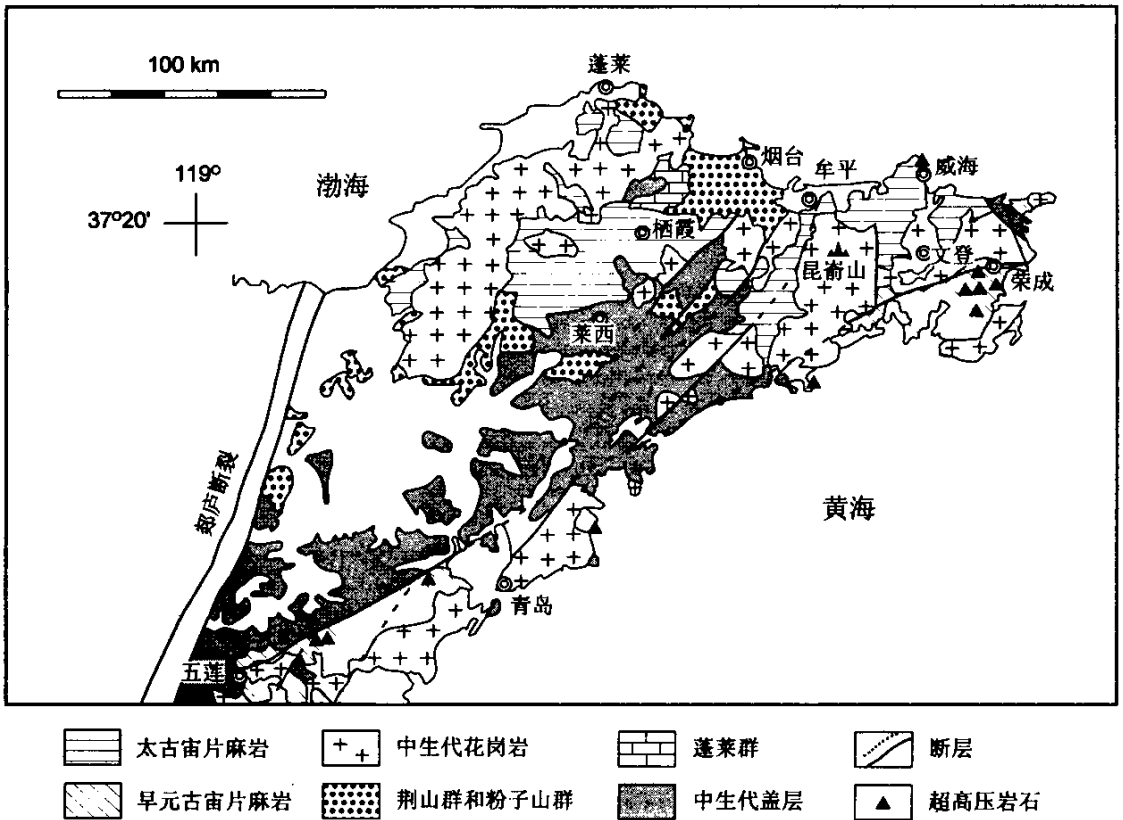 100 km
蓬莱
119°
37°20'
渤海
烟台
牟平
威海
栖霞
昆嵛山
文登
荣成
莱西
郯庐断裂
黄海
青岛
五莲
太古宙片麻岩
中生代花岗岩
蓬莱群
断层
早元古宙片麻岩
荆山群和粉子山群
中生代盖层
超高压岩石